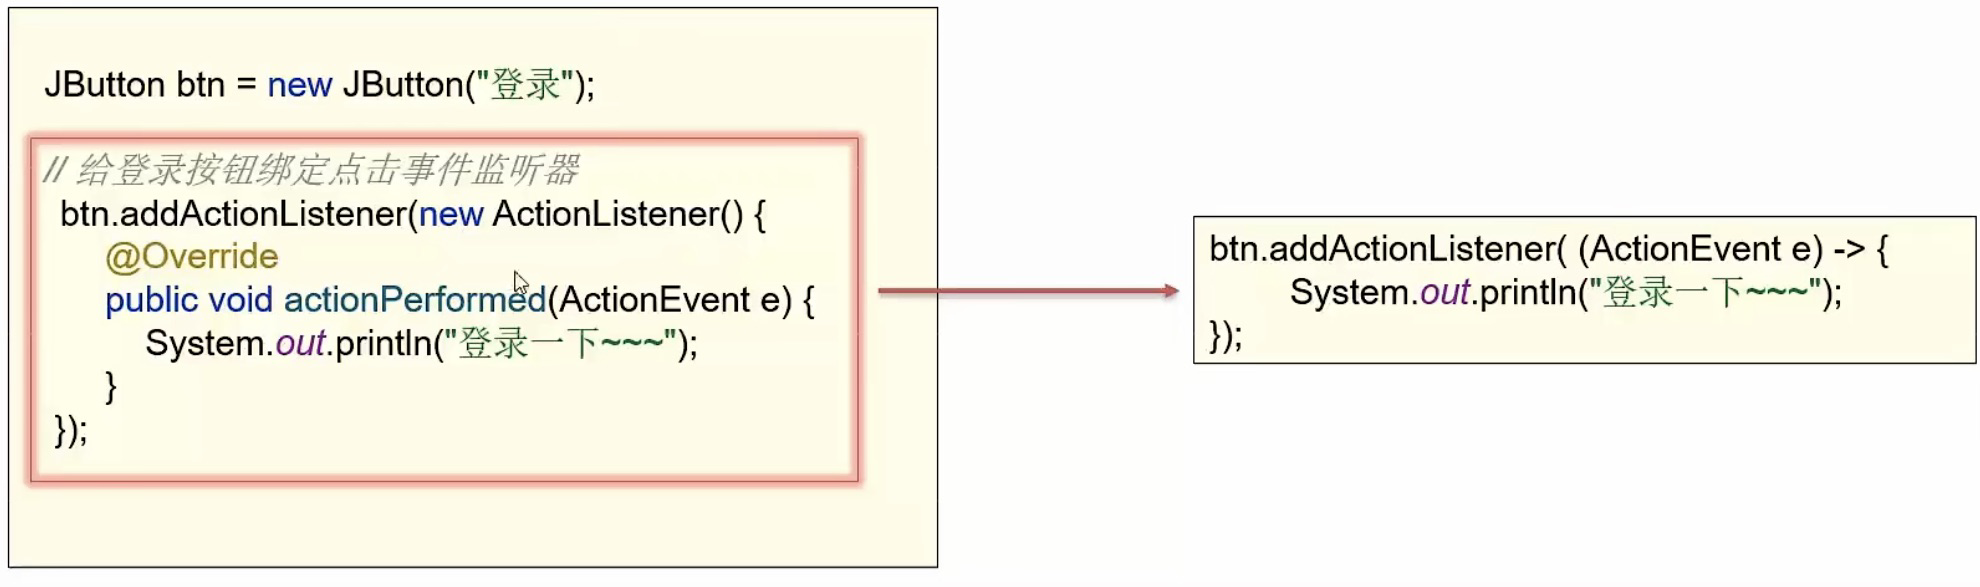 JButton btn = new JButton("登录");
// 给登录按钮绑定点击事件监听器
btn.addActionListener(new ActionListener() {
@Override
public void actionPerformed(ActionEvent e) {
System.out.println("登录一下~~~");
}
});
btn.addActionListener( (ActionEvent e) -> {
System.out.println("登录一下~~~");
});